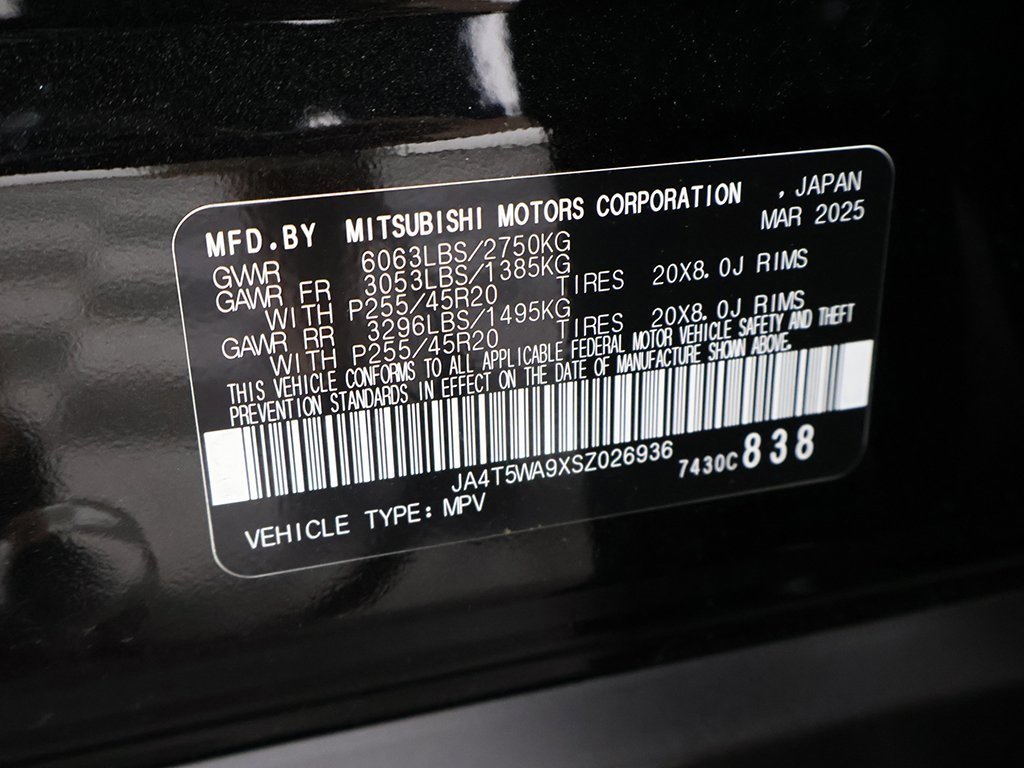 MFD.BY MITSUBISHI MOTORS CORPORATION , JAPAN
MAR 2025
GWWR 6063LBS/2750KG
GAWR FR 3053LBS/1385KG
WITH P255/45R20 TIRES 20X8.0J RIMS
GAWR RR 3296LBS/1495KG
WITH P255/45R20 TIRES 20X8.0J RIMS
THIS VEHICLE CONFORMS TO ALL APPLICABLE FEDERAL MOTOR VEHICLE SAFETY AND THEFT
PREVENTION STANDARDS IN EFFECT ON THE DATE OF MANUFACTURE SHOWN ABOVE.
JA4T5WA9XSZ026936 7430C838
VEHICLE TYPE: MPV